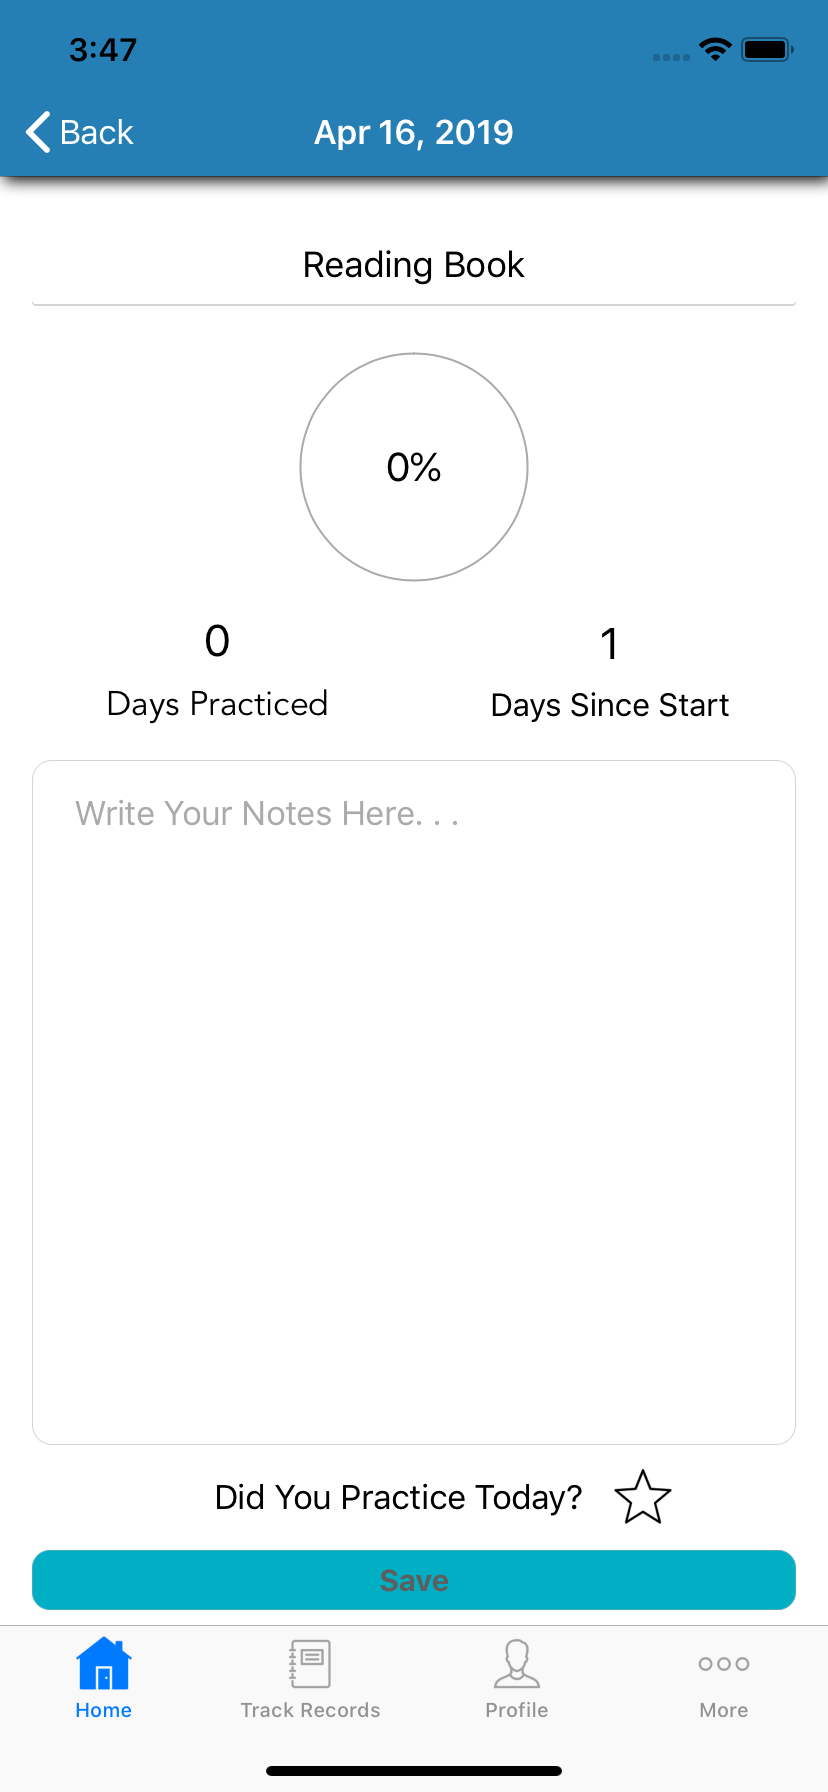 3:47
Back
Apr 16, 2019
Reading Book
0%
0
1
Days Practiced
Days Since Start
Write Your Notes Here. . .
Did You Practice Today?
Save
Home
Track Records
Profile
More